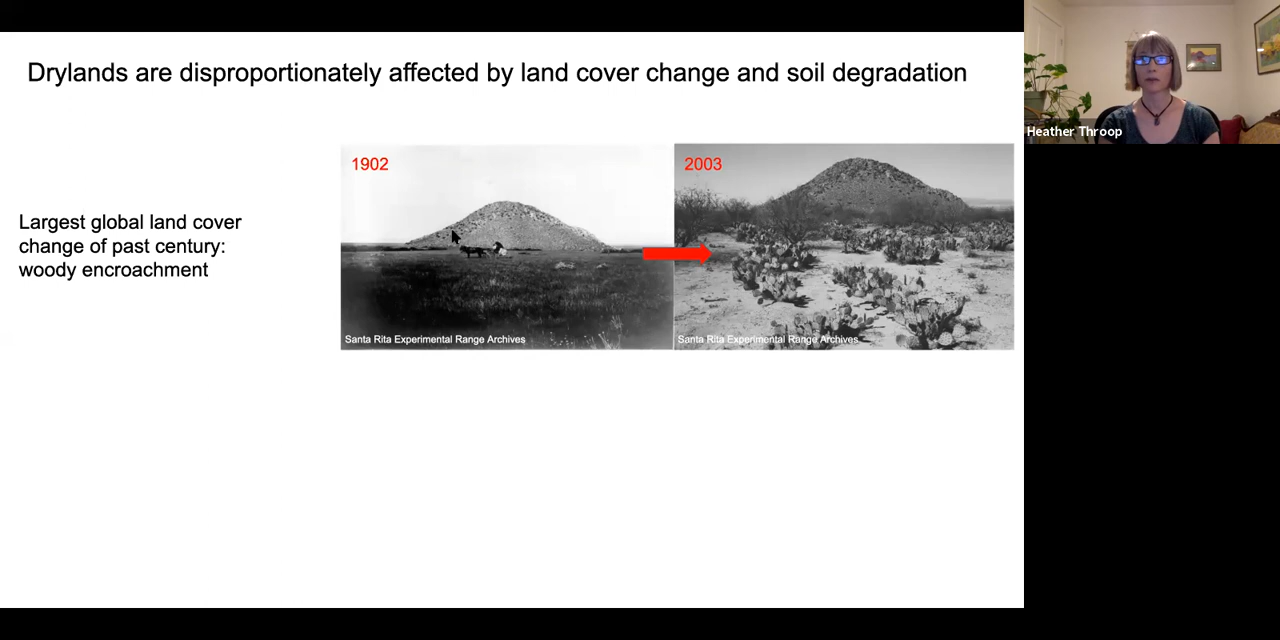 Drylands are disproportionately affected by land cover change and soil degradation
Heather Throop
1902
2003
Largest global land cover
change of past century:
woody encroachment
Santa Rita Experimental Range Archives
Santa Rita Experimental Range Archives